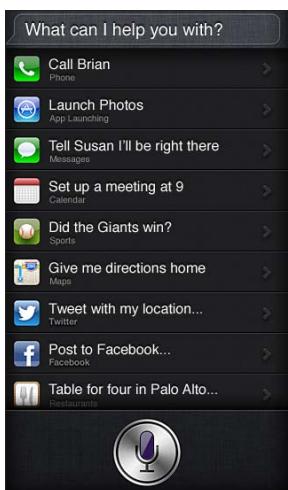 What can I help you with?
Call Brian
Phone
Launch Photos
App Launching
Tell Susan I'll be right there
Messages
Set up a meeting at 9
Calendar
Did the Giants win?
Sports
Give me directions home
Maps
Tweet with my location...
Twitter
Post to Facebook...
Facebook
Table for four in Palo Alto...
Restaurants